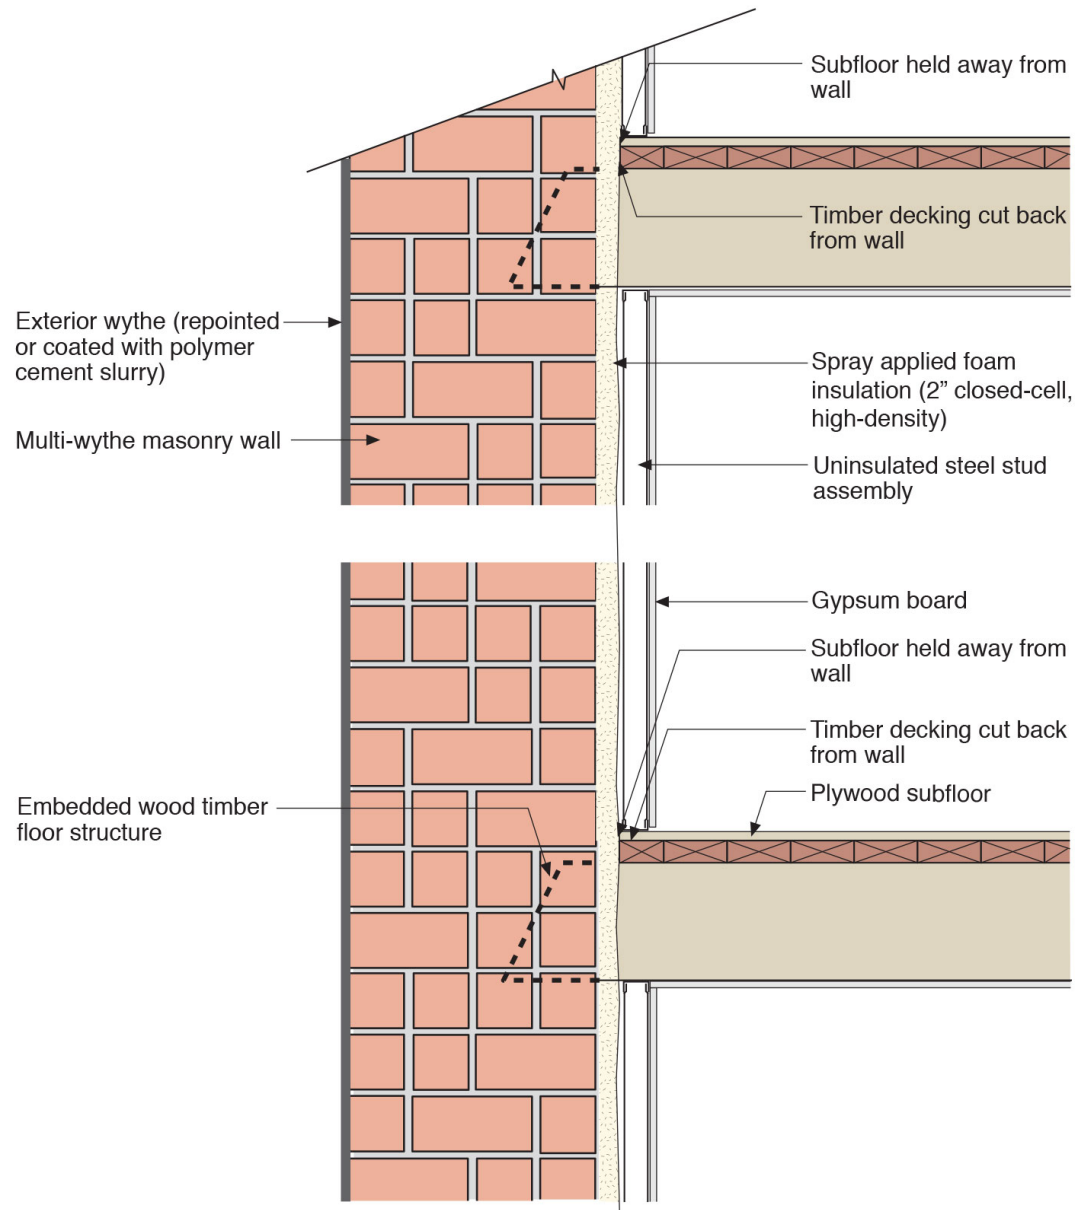 Subfloor held away from
wall
Timber decking cut back
from wall
Exterior wythe (repointed
or coated with polymer
cement slurry)
Spray applied foam
insulation (2” closed-cell,
high-density)
Multi-wythe masonry wall
Uninsulated steel stud
assembly
Gypsum board
Subfloor held away from
wall
Timber decking cut back
from wall
Plywood subfloor
Embedded wood timber
floor structure